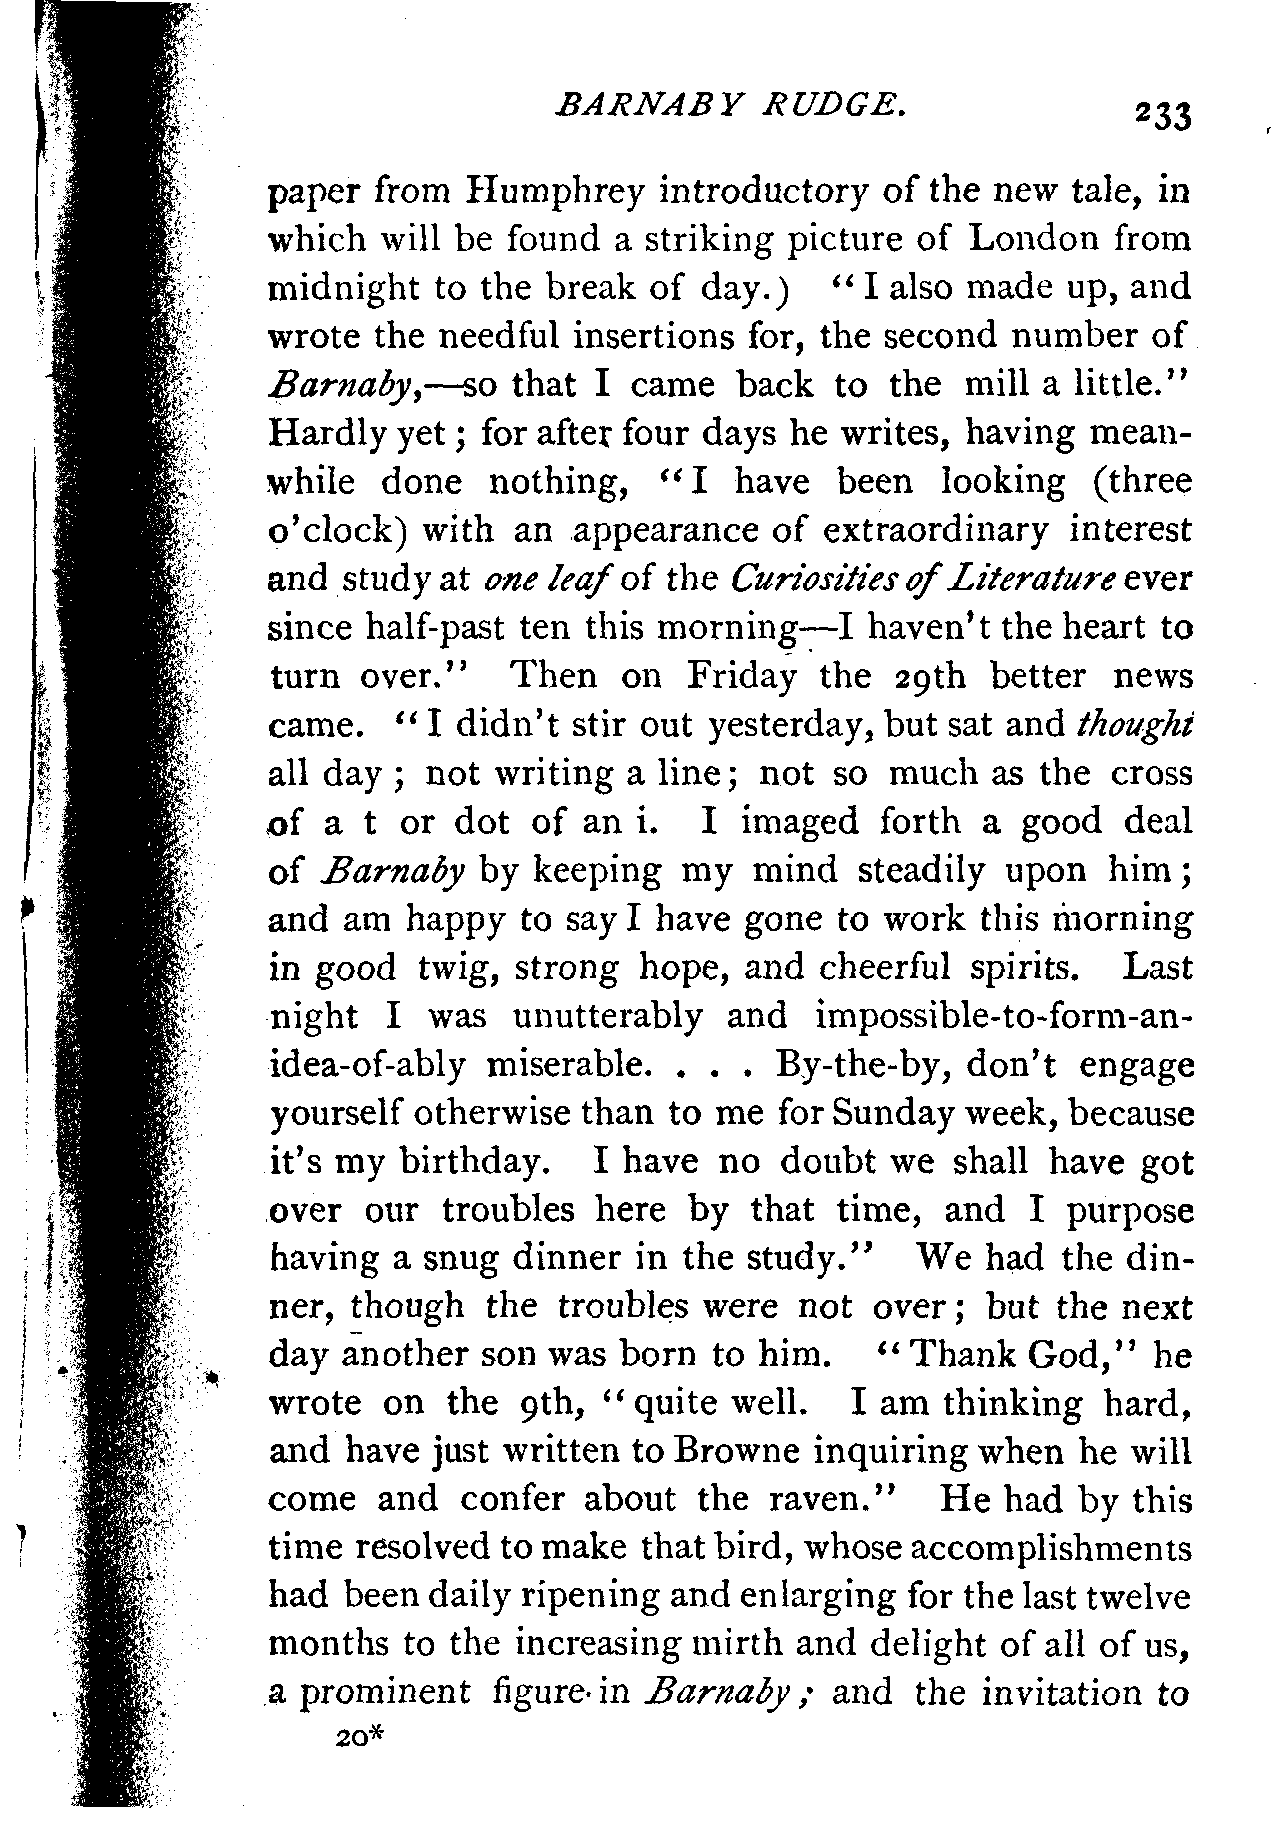 BARNABY RUDGE. 233
paper from Humphrey introductory of the new tale, in
which will be found a striking picture of London from
midnight to the break of day.) “I also made up, and
wrote the needful insertions for, the second number of
Barnaby,—so that I came back to the mill a little.”
Hardly yet; for after four days he writes, having mean-
while done nothing, “I have been looking (three
o’clock) with an appearance of extraordinary interest
and study at one leaf of the Curiosities of Literature ever
since half-past ten this morning—I haven’t the heart to
turn over.” Then on Friday the 29th better news
came. “I didn’t stir out yesterday, but sat and thought
all day; not writing a line; not so much as the cross
of a t or dot of an i. I imaged forth a good deal
of Barnaby by keeping my mind steadily upon him;
and am happy to say I have gone to work this morning
in good twig, strong hope, and cheerful spirits. Last
night I was unutterably and impossible-to-form-an-
idea-of-ably miserable. . . . By-the-by, don’t engage
yourself otherwise than to me for Sunday week, because
it’s my birthday. I have no doubt we shall have got
over our troubles here by that time, and I purpose
having a snug dinner in the study.” We had the din-
ner, though the troubles were not over; but the next
day another son was born to him. “Thank God,” he
wrote on the 9th, “quite well. I am thinking hard,
and have just written to Browne inquiring when he will
come and confer about the raven.” He had by this
time resolved to make that bird, whose accomplishments
had been daily ripening and enlarging for the last twelve
months to the increasing mirth and delight of all of us,
a prominent figure in Barnaby; and the invitation to
20*